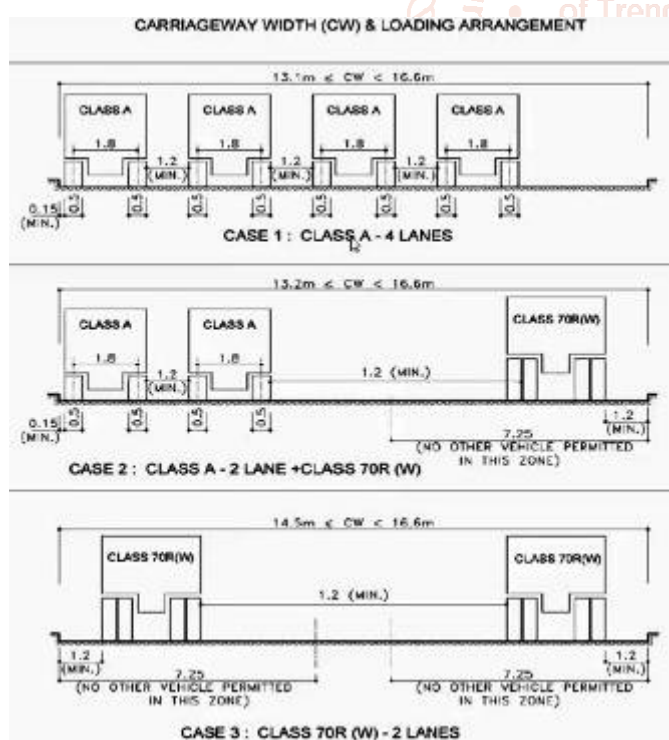 of Trend
CARRIAGEWAY WIDTH (CW) & LOADING ARRANGEMENT
13.1m ≤ CW < 16.6m
CLASS A CLASS A CLASS A CLASS A
1.8 1.8 1.8 1.8
1.2 1.2 1.2
(MIN.) (MIN.) (MIN.)
0.15 0.5 0.5 0.5 0.5 0.5 0.5 0.5 0.5
(MIN.)
CASE 1 : CLASS A - 4 LANES
13.2m ≤ CW < 16.6m
CLASS A CLASS A CLASS 70R(W)
1.8 1.8
1.2 1.2 (MIN.)
(MIN.)
0.15 0.5 0.5 0.5 0.5 1.2
(MIN.) (MIN.)
7.25
(NO OTHER VEHICLE PERMITTED
IN THIS ZONE)
CASE 2 : CLASS A - 2 LANE +CLASS 70R (W)
14.5m ≤ CW < 16.6m
CLASS 70R(W) CLASS 70R(W)
1.2 (MIN.)
1.2 1.2
(MIN.) (MIN.)
7.25 7.25
(NO OTHER VEHICLE PERMITTED (NO OTHER VEHICLE PERMITTED
IN THIS ZONE) IN THIS ZONE)
CASE 3 : CLASS 70R (W) - 2 LANES